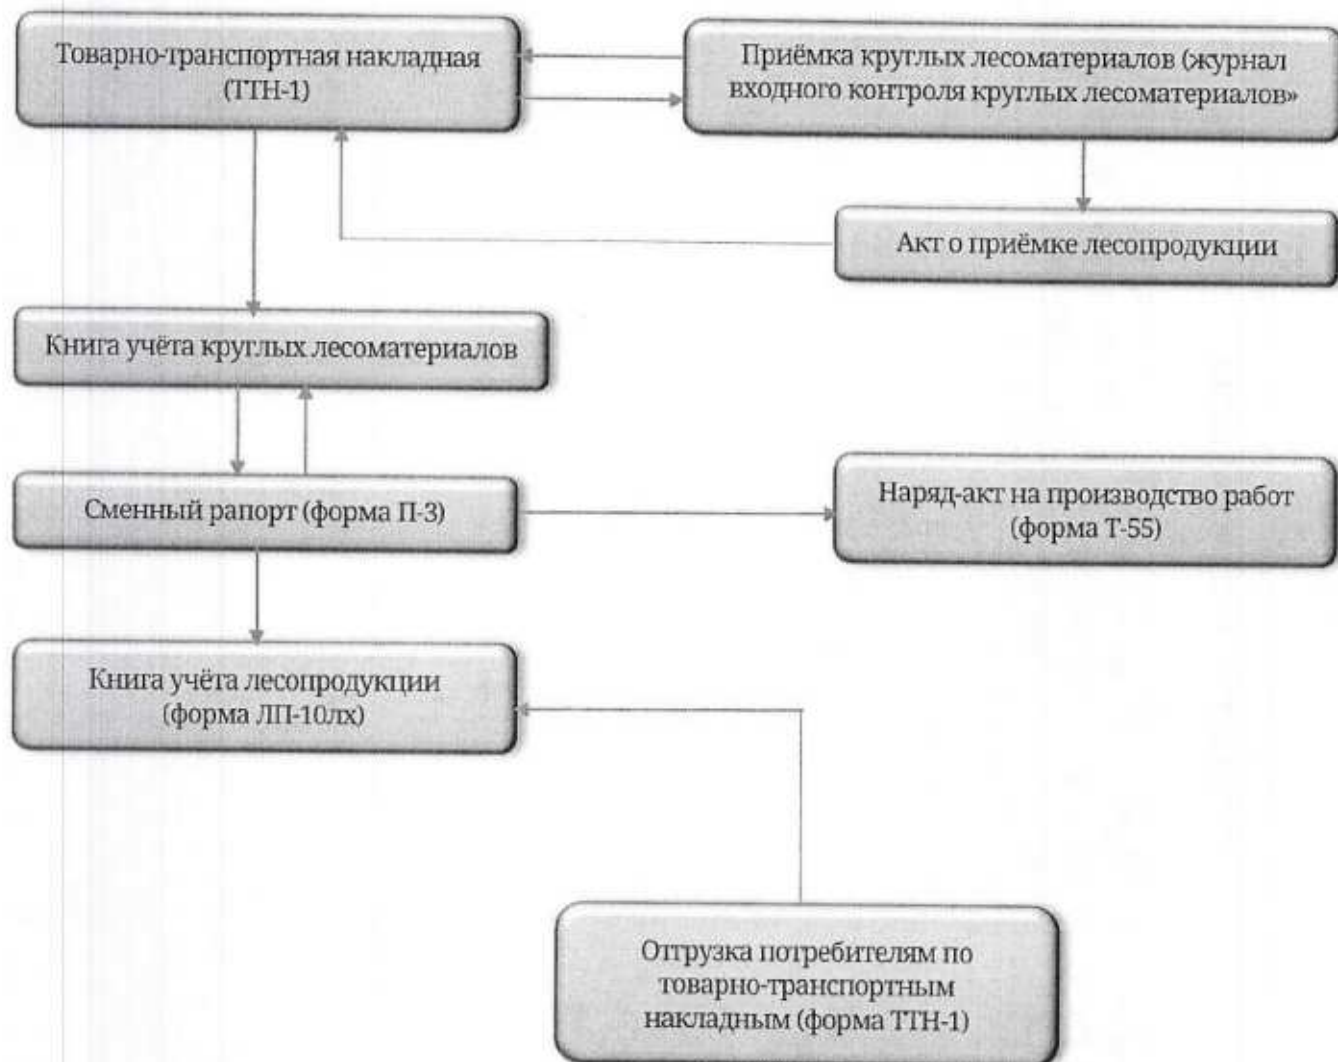 Товарно-транспортная накладная
(ТТН-1)
Приёмка круглых лесоматериалов (журнал
входного контроля круглых лесоматериалов»
Акт о приёмке лесопродукции
Книга учёта круглых лесоматериалов
Сменный рапорт (форма П-3)
Наряд-акт на производство работ
(форма Т-55)
Книга учёта лесопродукции
(форма ЛП-10лх)
Отгрузка потребителям по
товарно-транспортным
накладным (форма ТТН-1)